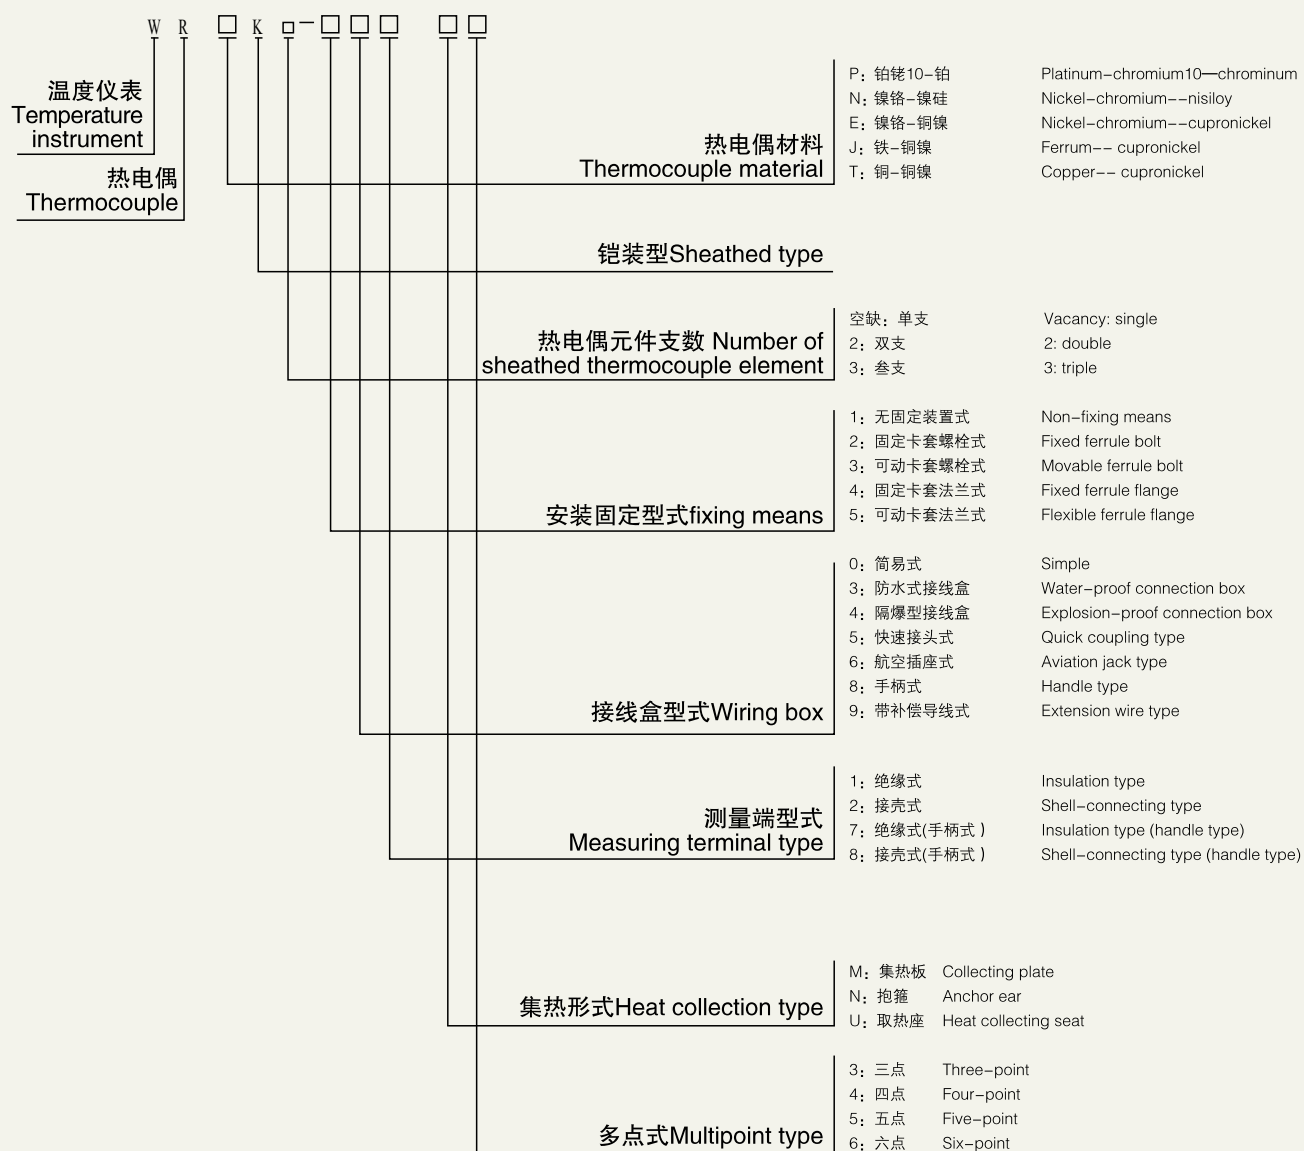 W R □ K □-□ □ □ □ □
温度仪表
Temperature
instrument
热电偶
Thermocouple
热电偶材料
Thermocouple material
P：铂铑10-铂 Platinum-chromium10—chrominum
N：镍铬-镍硅 Nickel-chromium--nisiloy
E：镍铬-铜镍 Nickel-chromium--cupronickel
J：铁-铜镍 Ferrum-- cupronickel
T：铜-铜镍 Copper-- cupronickel
铠装型Sheathed type
热电偶元件支数 Number of
sheathed thermocouple element
空缺：单支 Vacancy: single
2：双支 2: double
3：叁支 3: triple
安装固定型式fixing means
1：无固定装置式 Non-fixing means
2：固定卡套螺栓式 Fixed ferrule bolt
3：可动卡套螺栓式 Movable ferrule bolt
4：固定卡套法兰式 Fixed ferrule flange
5：可动卡套法兰式 Flexible ferrule flange
接线盒型式Wiring box
0：简易式 Simple
3：防水式接线盒 Water-proof connection box
4：隔爆型接线盒 Explosion-proof connection box
5：快速接头式 Quick coupling type
6：航空插座式 Aviation jack type
8：手柄式 Handle type
9：带补偿导线式 Extension wire type
测量端型式
Measuring terminal type
1：绝缘式 Insulation type
2：接壳式 Shell-connecting type
7：绝缘式(手柄式 ) Insulation type (handle type)
8：接壳式(手柄式 ) Shell-connecting type (handle type)
集热形式Heat collection type
M：集热板 Collecting plate
N：抱箍 Anchor ear
U：取热座 Heat collecting seat
多点式Multipoint type
3：三点 Three-point
4：四点 Four-point
5：五点 Five-point
6：六点 Six-point